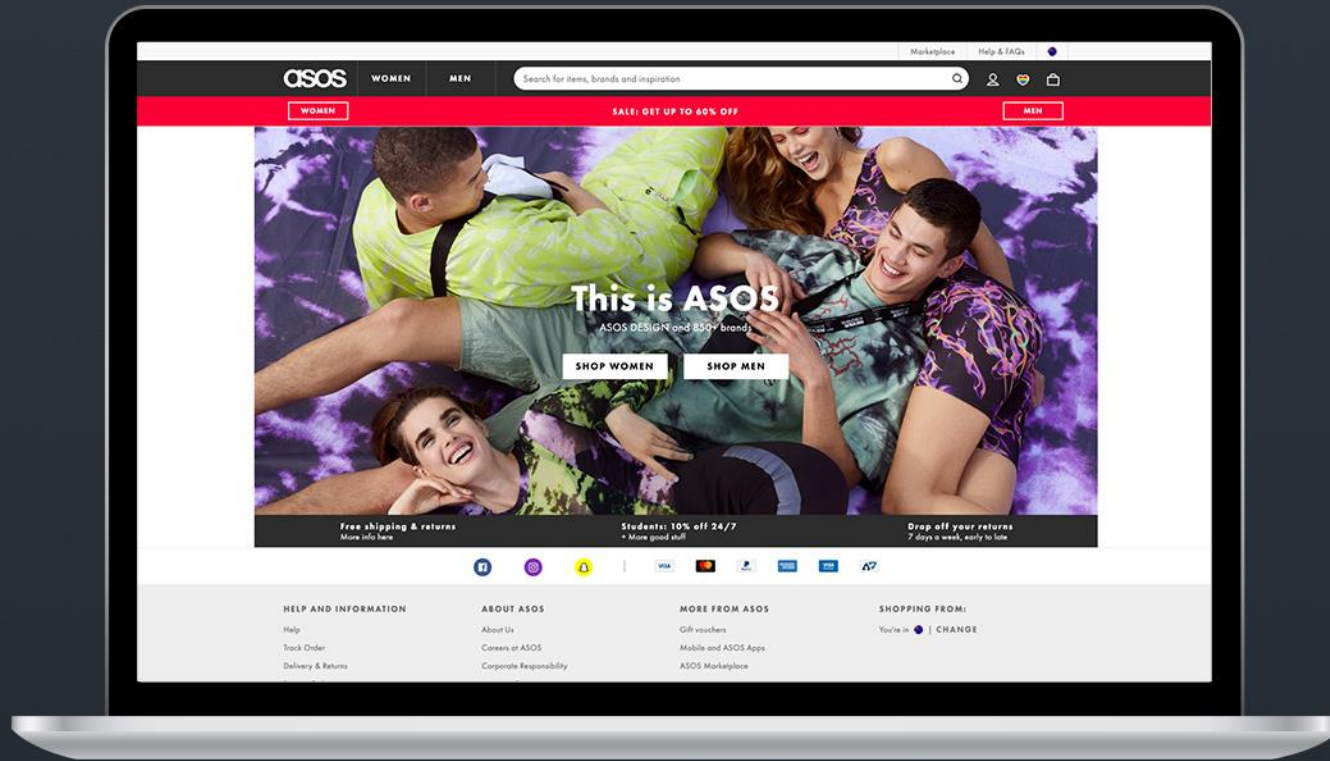 Marketplace
Help & FAQs
asos
WOMEN
MEN
Search for items, brands and inspiration
WOMEN
SALE: GET UP TO 60% OFF
MEN
This is ASOS
ASOS DESIGN and 850+ brands
SHOP WOMEN
SHOP MEN
Free shipping & returns
More info here
Students: 10% off 24/7
+ More good stuff
Drop off your returns
7 days a week, early to late
VISA
HELP AND INFORMATION
Help
Track Order
Delivery & Returns
ABOUT ASOS
About Us
Careers at ASOS
Corporate Responsibility
MORE FROM ASOS
Gift vouchers
Mobile and ASOS Apps
ASOS Marketplace
SHOPPING FROM:
You're in | CHANGE